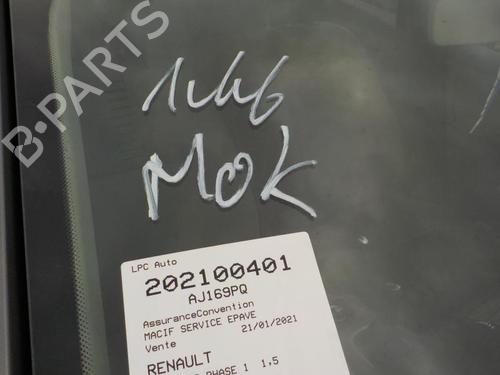 B-PARTS
1446
MOK
LPC Auto
202100401
AJ169PQ
AssuranceConvention
MACIF SERVICE EPAVE
Vente 21/01/2021
RENAULT
PHASE 1 1,5